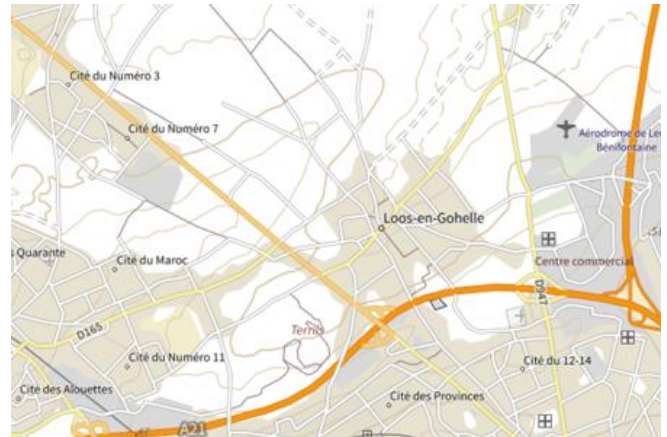 Cité du Numéro 3
Cité du Numéro 7
Aérodrome de Le
Bénifontaine
Loos-en-Gohelle
s Quarante
Cité du Maroc
Centre commercial
D947
D165
Terrils
Cité du Numéro 11
Cité du 12-14
Cité des Alouettes
Cité des Provinces
A21